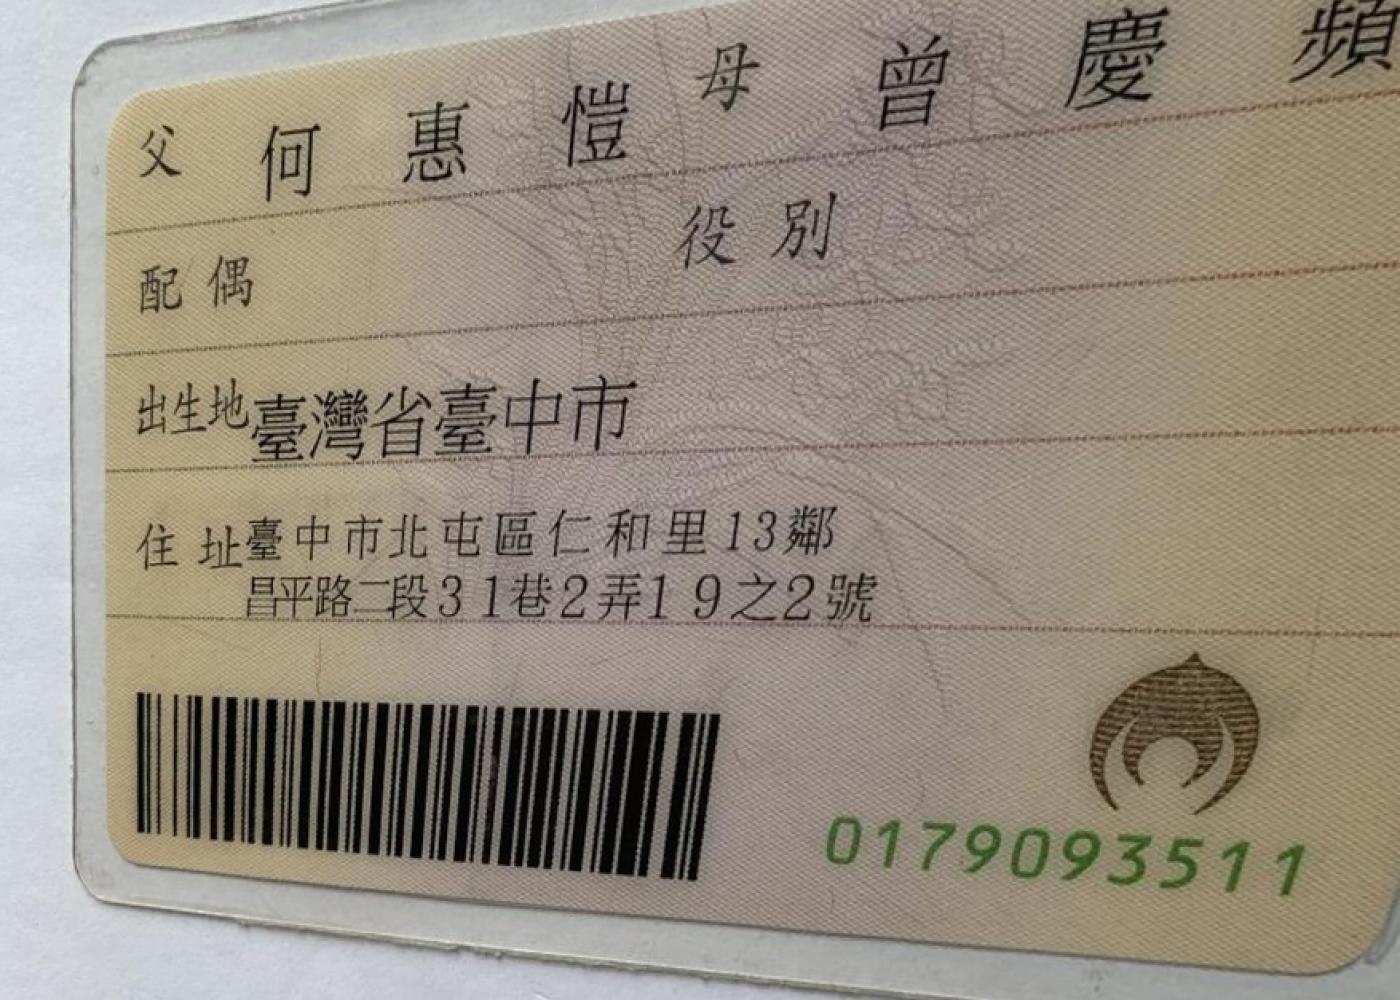 父 何惠愷 母 曾慶頻
配偶 役別
出生地 臺灣省臺中市
住址 臺中市北屯區仁和里13鄰
昌平路二段31巷2弄19之2號
0179093511